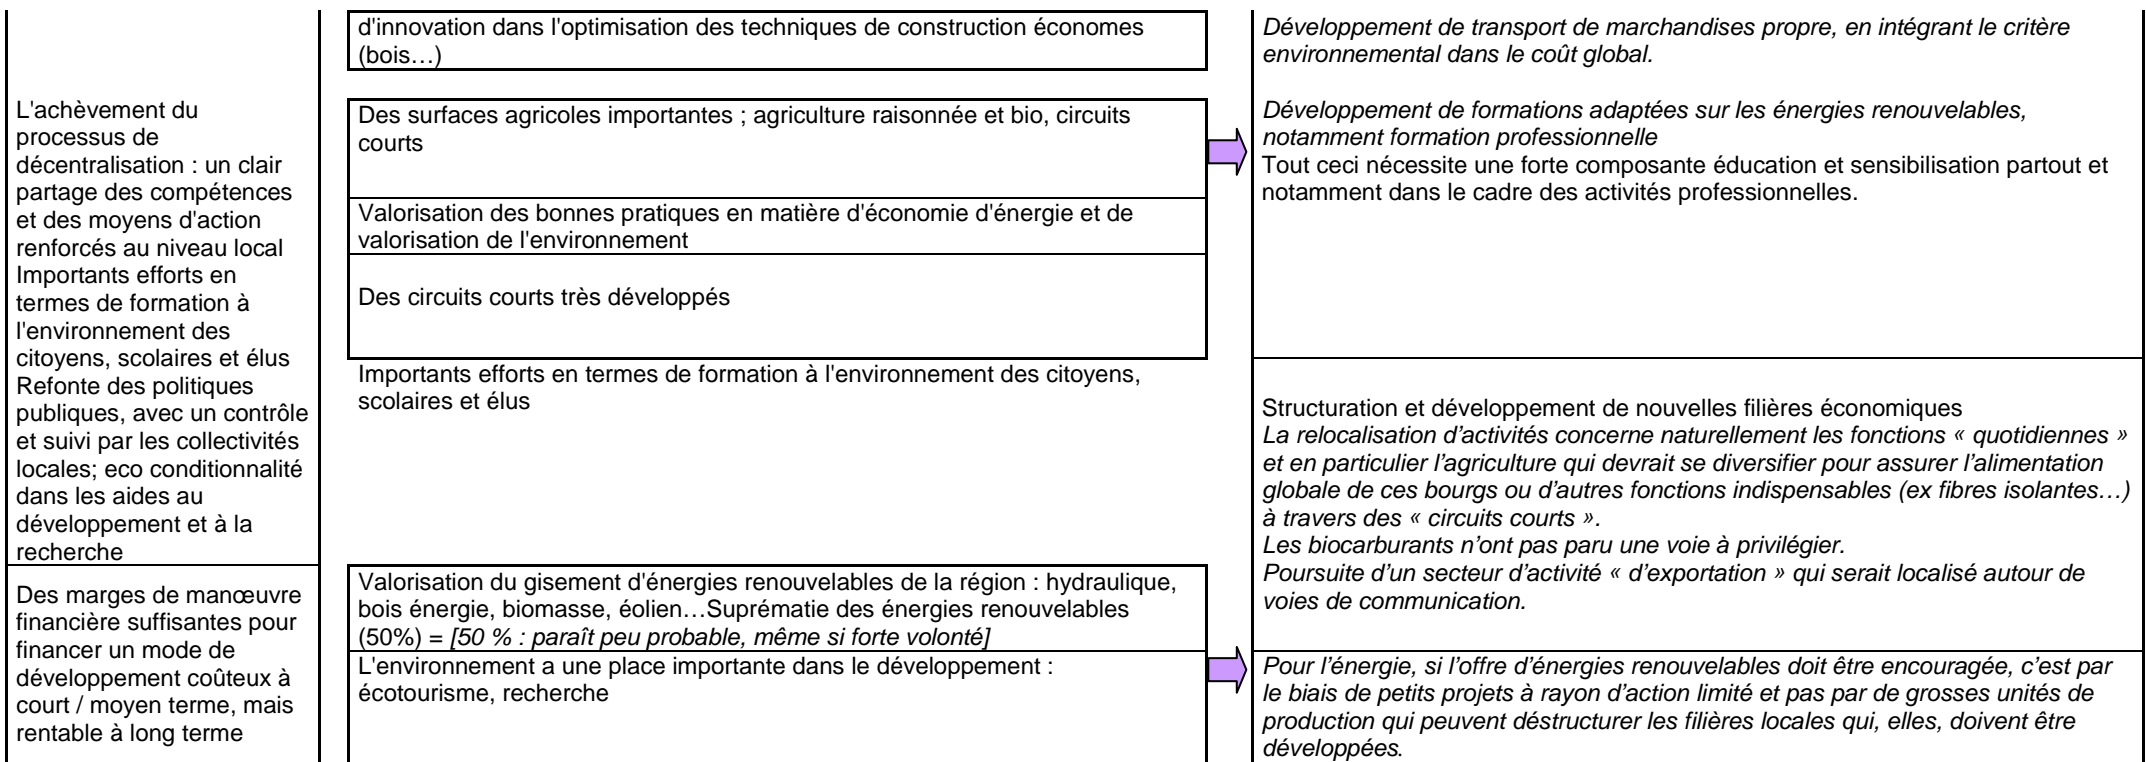 L'achèvement du
processus de
décentralisation : un clair
partage des compétences
et des moyens d'action
renforcés au niveau local
Importants efforts en
termes de formation à
l'environnement des
citoyens, scolaires et élus
Refonte des politiques
publiques, avec un contrôle
et suivi par les collectivités
locales; eco conditionnalité
dans les aides au
développement et à la
recherche
Des marges de manœuvre
financière suffisantes pour
financer un mode de
développement coûteux à
court / moyen terme, mais
rentable à long terme
d'innovation dans l'optimisation des techniques de construction économes
(bois…)
Des surfaces agricoles importantes ; agriculture raisonnée et bio, circuits
courts
Valorisation des bonnes pratiques en matière d'économie d'énergie et de
valorisation de l'environnement
Des circuits courts très développés
Importants efforts en termes de formation à l'environnement des citoyens,
scolaires et élus
Valorisation du gisement d'énergies renouvelables de la région : hydraulique,
bois énergie, biomasse, éolien…Suprématie des énergies renouvelables
(50%) = [50 % : paraît peu probable, même si forte volonté]
L'environnement a une place importante dans le développement :
écotourisme, recherche
Développement de transport de marchandises propre, en intégrant le critère
environnemental dans le coût global.
Développement de formations adaptées sur les énergies renouvelables,
notamment formation professionnelle
Tout ceci nécessite une forte composante éducation et sensibilisation partout et
notamment dans le cadre des activités professionnelles.
Structuration et développement de nouvelles filières économiques
La relocalisation d’activités concerne naturellement les fonctions « quotidiennes »
et en particulier l’agriculture qui devrait se diversifier pour assurer l’alimentation
globale de ces bourgs ou d’autres fonctions indispensables (ex fibres isolantes…)
à travers des « circuits courts ».
Les biocarburants n’ont pas paru une voie à privilégier.
Poursuite d’un secteur d’activité « d’exportation » qui serait localisé autour de
voies de communication.
Pour l’énergie, si l’offre d’énergies renouvelables doit être encouragée, c’est par
le biais de petits projets à rayon d’action limité et pas par de grosses unités de
production qui peuvent déstructurer les filières locales qui, elles, doivent être
développées.